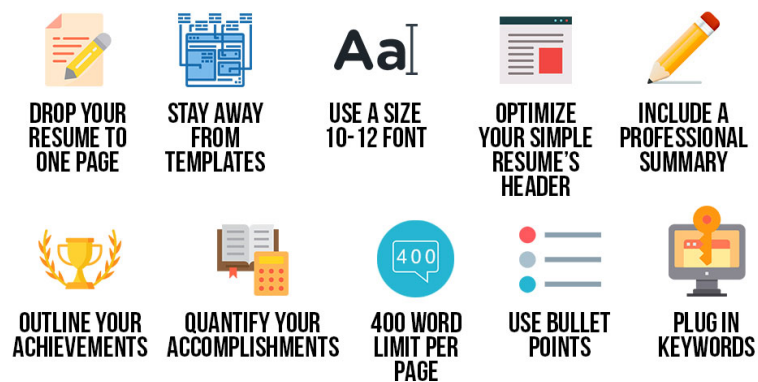 DROP YOUR
RESUME TO
ONE PAGE
STAY AWAY
FROM
TEMPLATES
Aa
USE A SIZE
10-12 FONT
OPTIMIZE
YOUR SIMPLE
RESUME'S
HEADER
INCLUDE A
PROFESSIONAL
SUMMARY
OUTLINE YOUR
ACHIEVEMENTS
QUANTIFY YOUR
ACCOMPLISHMENTS
400
400 WORD
LIMIT PER
PAGE
USE BULLET
POINTS
PLUG IN
KEYWORDS